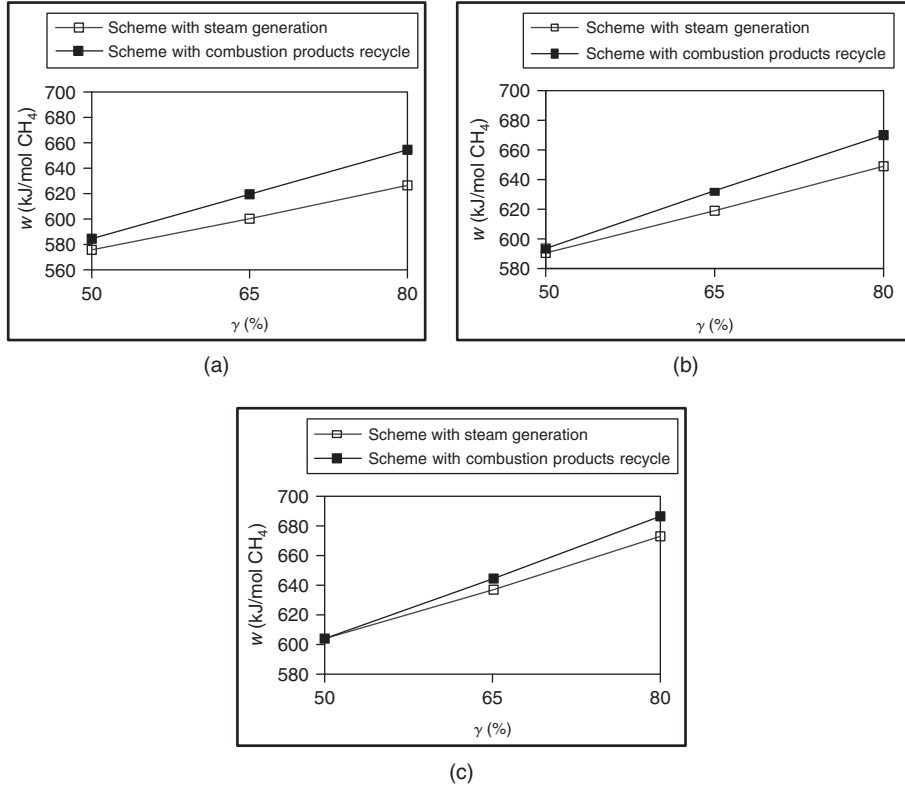 Scheme with steam generation
Scheme with combustion products recycle
700
680
660
640
620
600
580
560
w (kJ/mol CH₄)
50
65
80
γ (%)
(a)
Scheme with steam generation
Scheme with combustion products recycle
700
680
660
640
620
600
580
w (kJ/mol CH₄)
50
65
80
γ (%)
(b)
Scheme with steam generation
Scheme with combustion products recycle
700
680
660
640
620
600
580
w (kJ/mol CH₄)
50
65
80
γ (%)
(c)